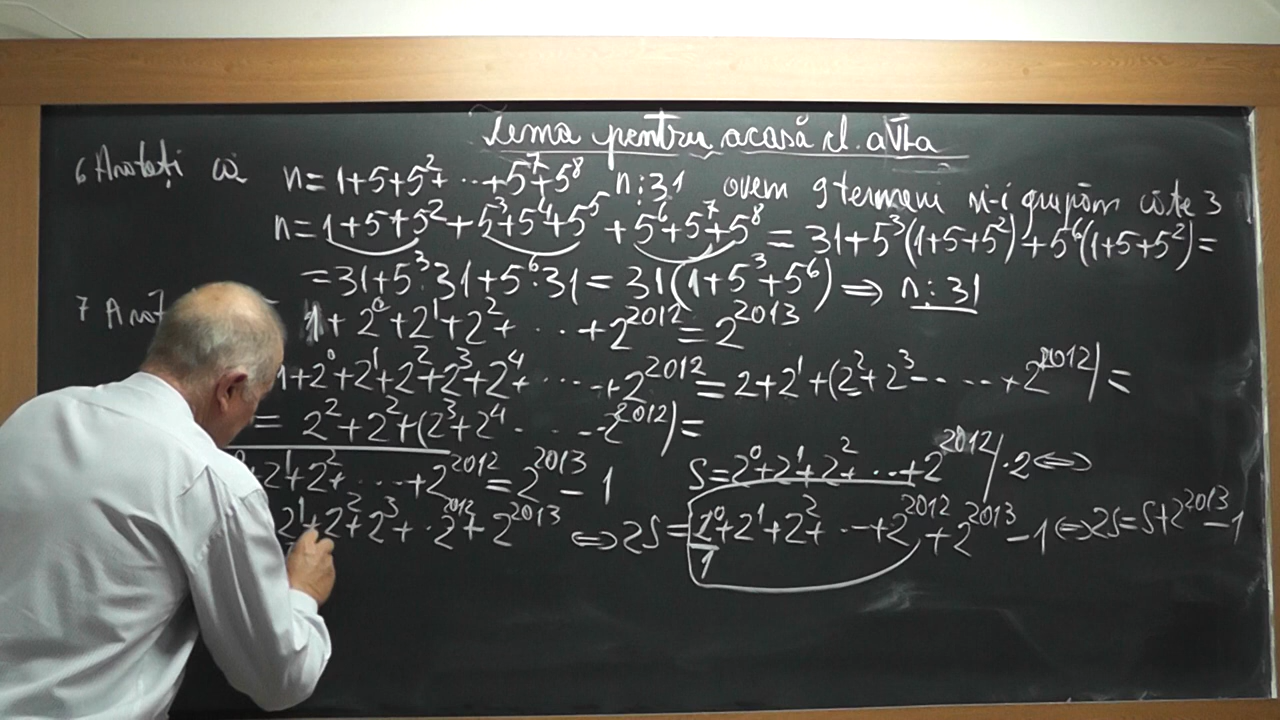 Tema pentru acasă cl. a VI-a
6 Arătați că n=1+5+5²+⋯+5⁷+5⁸ n⋮31 avem 9 termeni și-i grupăm câte 3
n=1+5+5²+5³+5⁴+5⁵+5⁶+5⁷+5⁸=31+5³(1+5+5²)+5⁶(1+5+5²)=
=31+5³·31+5⁶·31=31(1+5³+5⁶)⇒n⋮31
7 1+2⁰+2¹+2²+⋯+2²⁰¹²=2²⁰¹³
1+2⁰+2¹+2²+2³+2⁴+⋯+2²⁰¹²=2+2¹+(2²+2³⋯+2²⁰¹²)=
=2²+2²+(2³+2⁴⋯2²⁰¹²)=
2¹+2²+⋯+2²⁰¹²=2²⁰¹³-1 S=2⁰+2¹+2²+⋯+2²⁰¹²/·2⇔
2¹+2²+2³+⋯2²⁰¹²+2²⁰¹³⇔2S=2⁰+2¹+2²+⋯+2²⁰¹²+2²⁰¹³-1⇔2S=S+2²⁰¹³-1
1